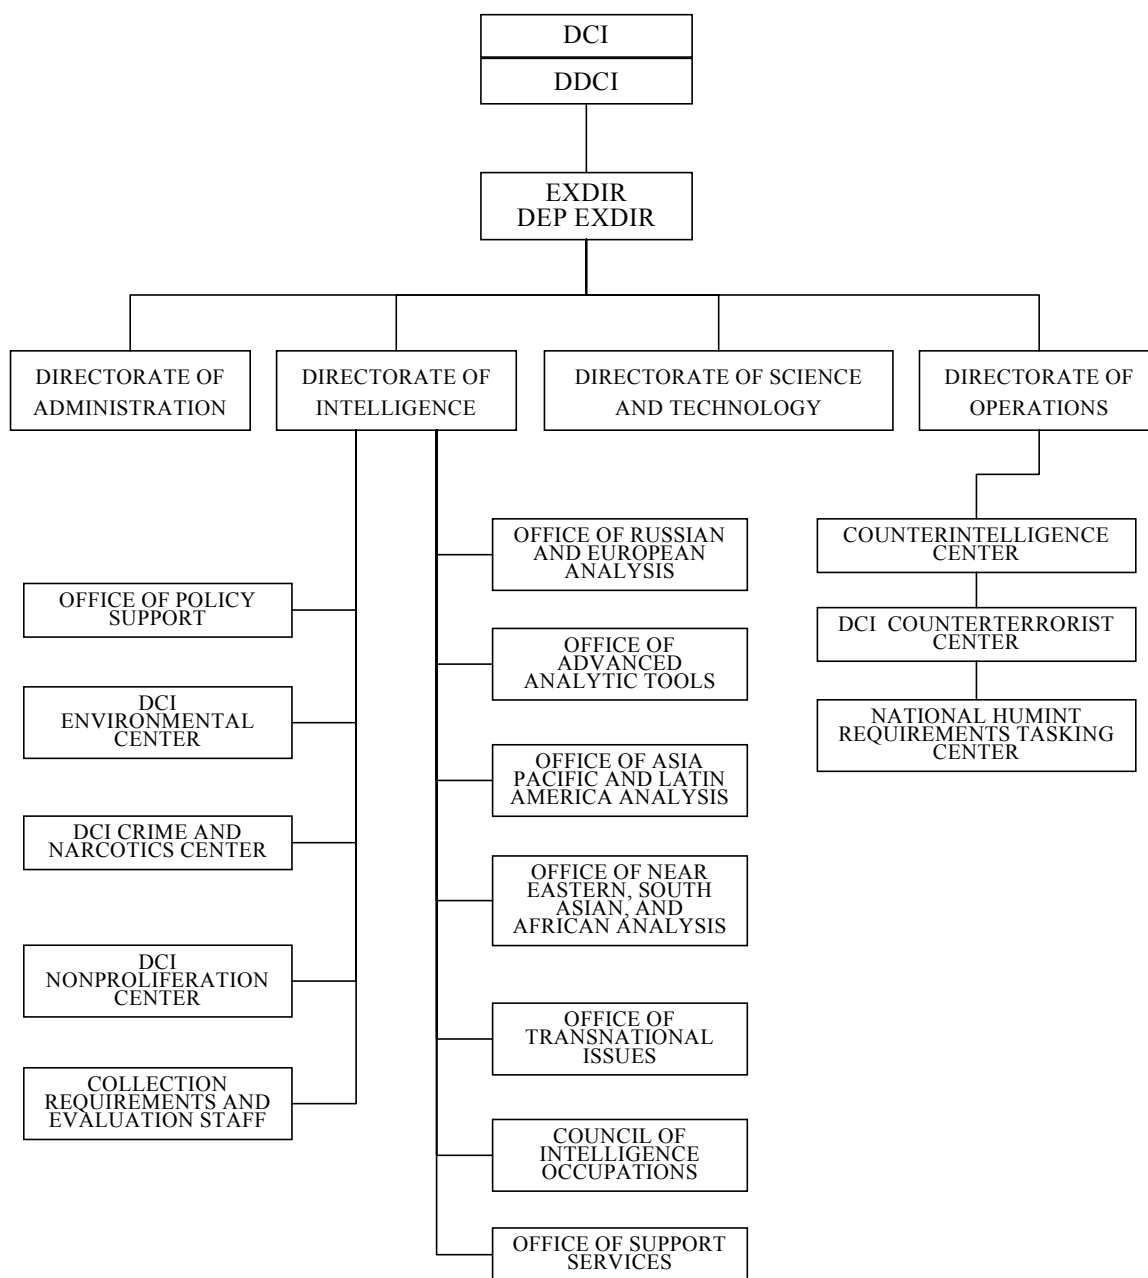 DCI
DDCI
EXDIR
DEP EXDIR
DIRECTORATE OF
ADMINISTRATION
DIRECTORATE OF
INTELLIGENCE
DIRECTORATE OF SCIENCE
AND TECHNOLOGY
DIRECTORATE OF
OPERATIONS
OFFICE OF POLICY
SUPPORT
DCI
ENVIRONMENTAL
CENTER
DCI CRIME AND
NARCOTICS CENTER
DCI
NONPROLIFERATION
CENTER
COLLECTION
REQUIREMENTS AND
EVALUATION STAFF
OFFICE OF RUSSIAN
AND EUROPEAN
ANALYSIS
OFFICE OF
ADVANCED
ANALYTIC TOOLS
OFFICE OF ASIA
PACIFIC AND LATIN
AMERICA ANALYSIS
OFFICE OF NEAR
EASTERN, SOUTH
ASIAN, AND
AFRICAN ANALYSIS
OFFICE OF
TRANSNATIONAL
ISSUES
COUNCIL OF
INTELLIGENCE
OCCUPATIONS
OFFICE OF SUPPORT
SERVICES
COUNTERINTELLIGENCE
CENTER
DCI  COUNTERTERRORIST
CENTER
NATIONAL HUMINT
REQUIREMENTS TASKING
CENTER